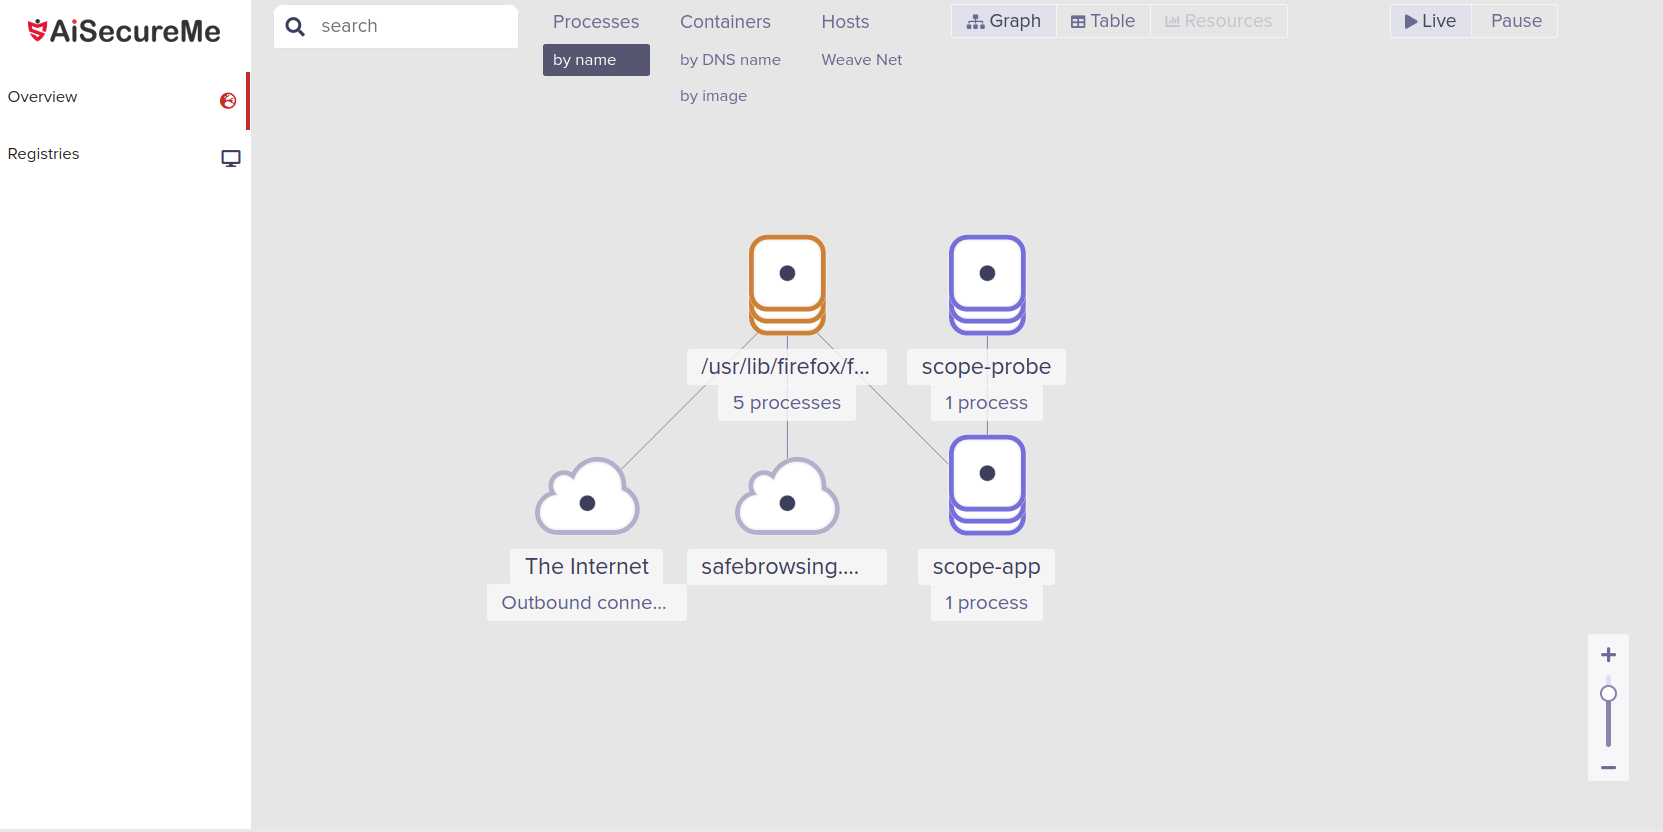 AiSecureMe
Overview
Registries
search
Processes
by name
Containers
by DNS name
by image
Hosts
Weave Net
Graph
Table
Resources
Live
Pause
/usr/lib/firefox/f...
5 processes
scope-probe
1 process
The Internet
Outbound conne...
safebrowsing....
scope-app
1 process